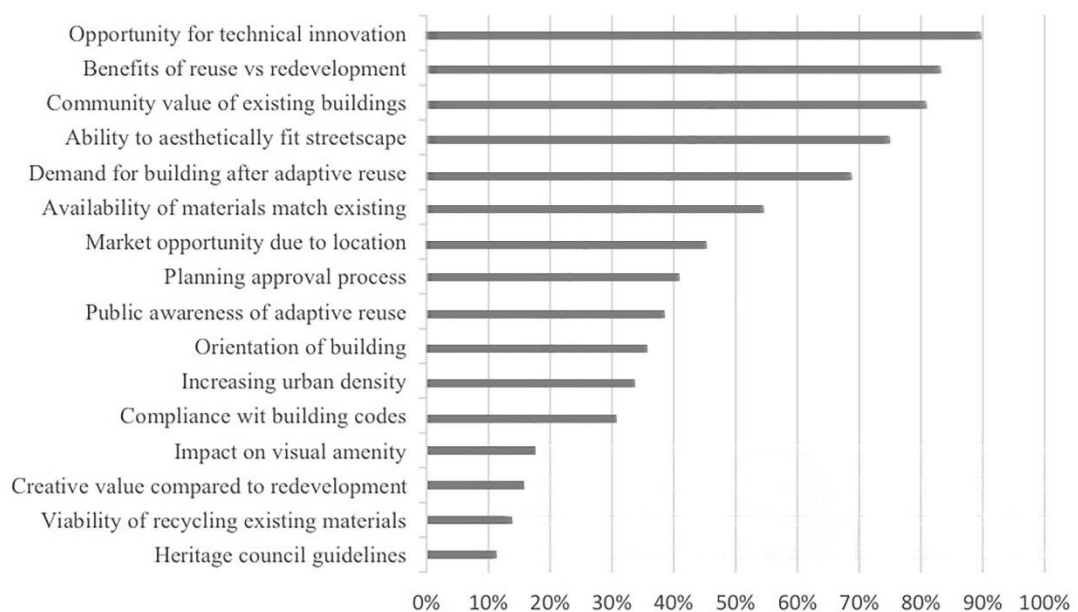 Opportunity for technical innovation
Benefits of reuse vs redevelopment
Community value of existing buildings
Ability to aesthetically fit streetscape
Demand for building after adaptive reuse
Availability of materials match existing
Market opportunity due to location
Planning approval process
Public awareness of adaptive reuse
Orientation of building
Increasing urban density
Compliance wit building codes
Impact on visual amenity
Creative value compared to redevelopment
Viability of recycling existing materials
Heritage council guidelines
0% 10% 20% 30% 40% 50% 60% 70% 80% 90% 100%